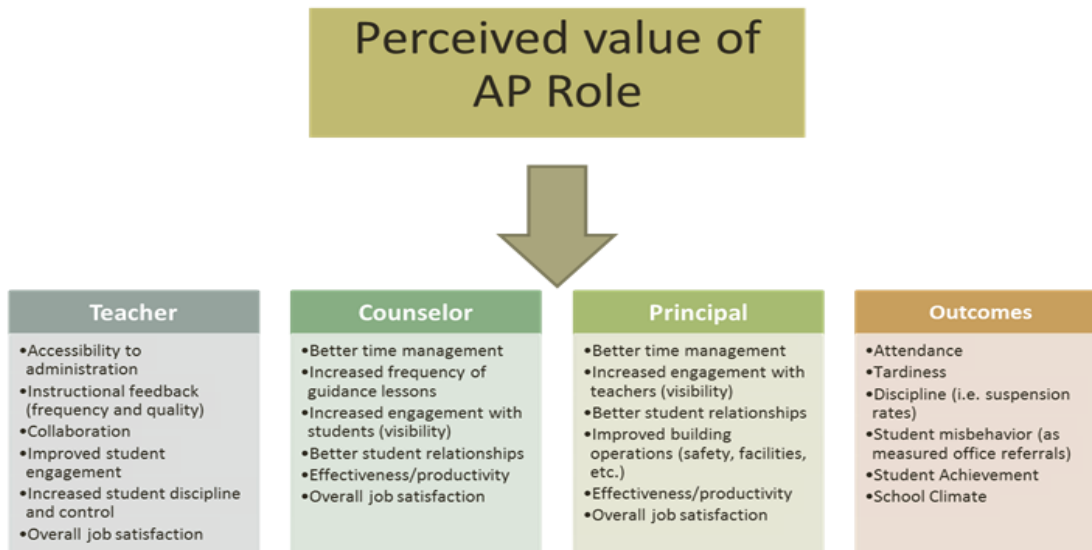 Perceived value of
AP Role
Teacher
•Accessibility to
administration
•Instructional feedback
(frequency and quality)
•Collaboration
•Improved student
engagement
•Increased student discipline
and control
•Overall job satisfaction
Counselor
•Better time management
•Increased frequency of
guidance lessons
•Increased engagement with
students (visibility)
•Better student relationships
•Effectiveness/productivity
•Overall job satisfaction
Principal
•Better time management
•Increased engagement with
teachers (visibility)
•Better student relationships
•Improved building
operations (safety, facilities,
etc.)
•Effectiveness/productivity
•Overall job satisfaction
Outcomes
•Attendance
•Tardiness
•Discipline (i.e. suspension
rates)
•Student misbehavior (as
measured office referrals)
•Student Achievement
•School Climate